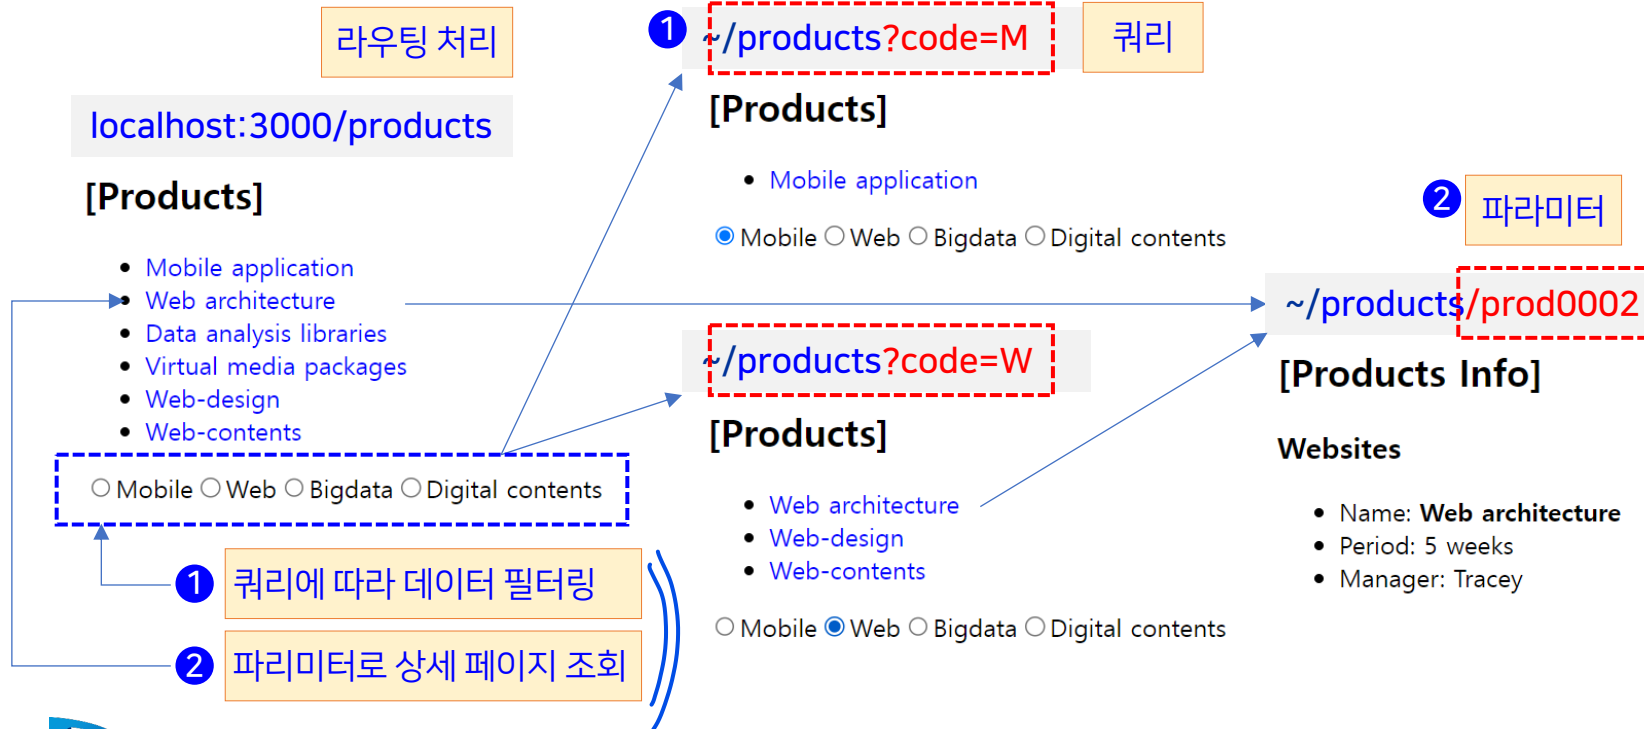 라우팅 처리
localhost:3000/products
[Products]
Mobile application
Web architecture
Data analysis libraries
Virtual media packages
Web-design
Web-contents
Mobile Web Bigdata Digital contents
1 쿼리에 따라 데이터 필터링
2 파리미터로 상세 페이지 조회
1 ~/products?code=M 쿼리
[Products]
Mobile application
Mobile Web Bigdata Digital contents
~/products?code=W
[Products]
Web architecture
Web-design
Web-contents
Mobile Web Bigdata Digital contents
2 파라미터
~/products/prod0002
[Products Info]
Websites
Name: Web architecture
Period: 5 weeks
Manager: Tracey